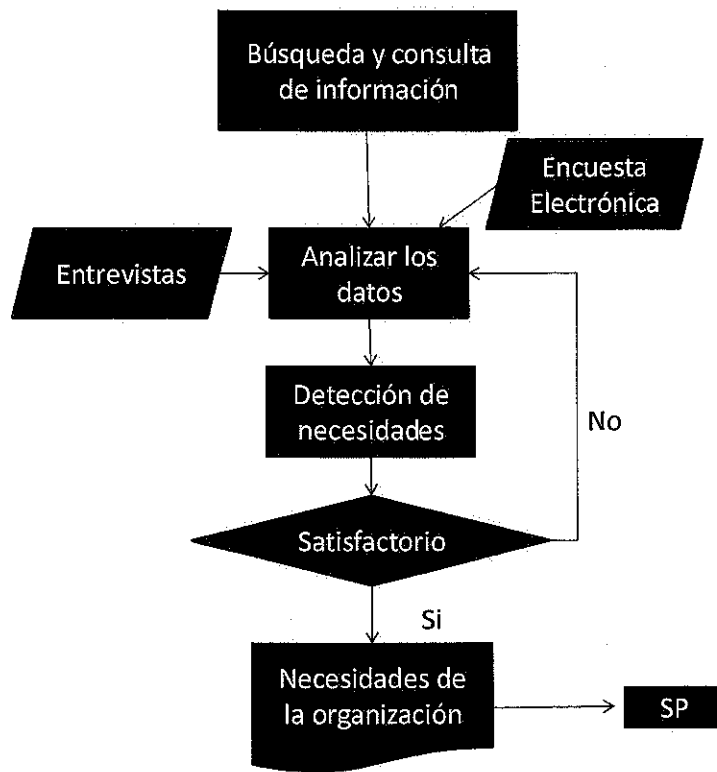 Búsqueda y consulta
de información
Encuesta
Electrónica
Entrevistas
Analizar los
datos
Detección de
necesidades
No
Satisfactorio
Si
Necesidades de
la organización
SP